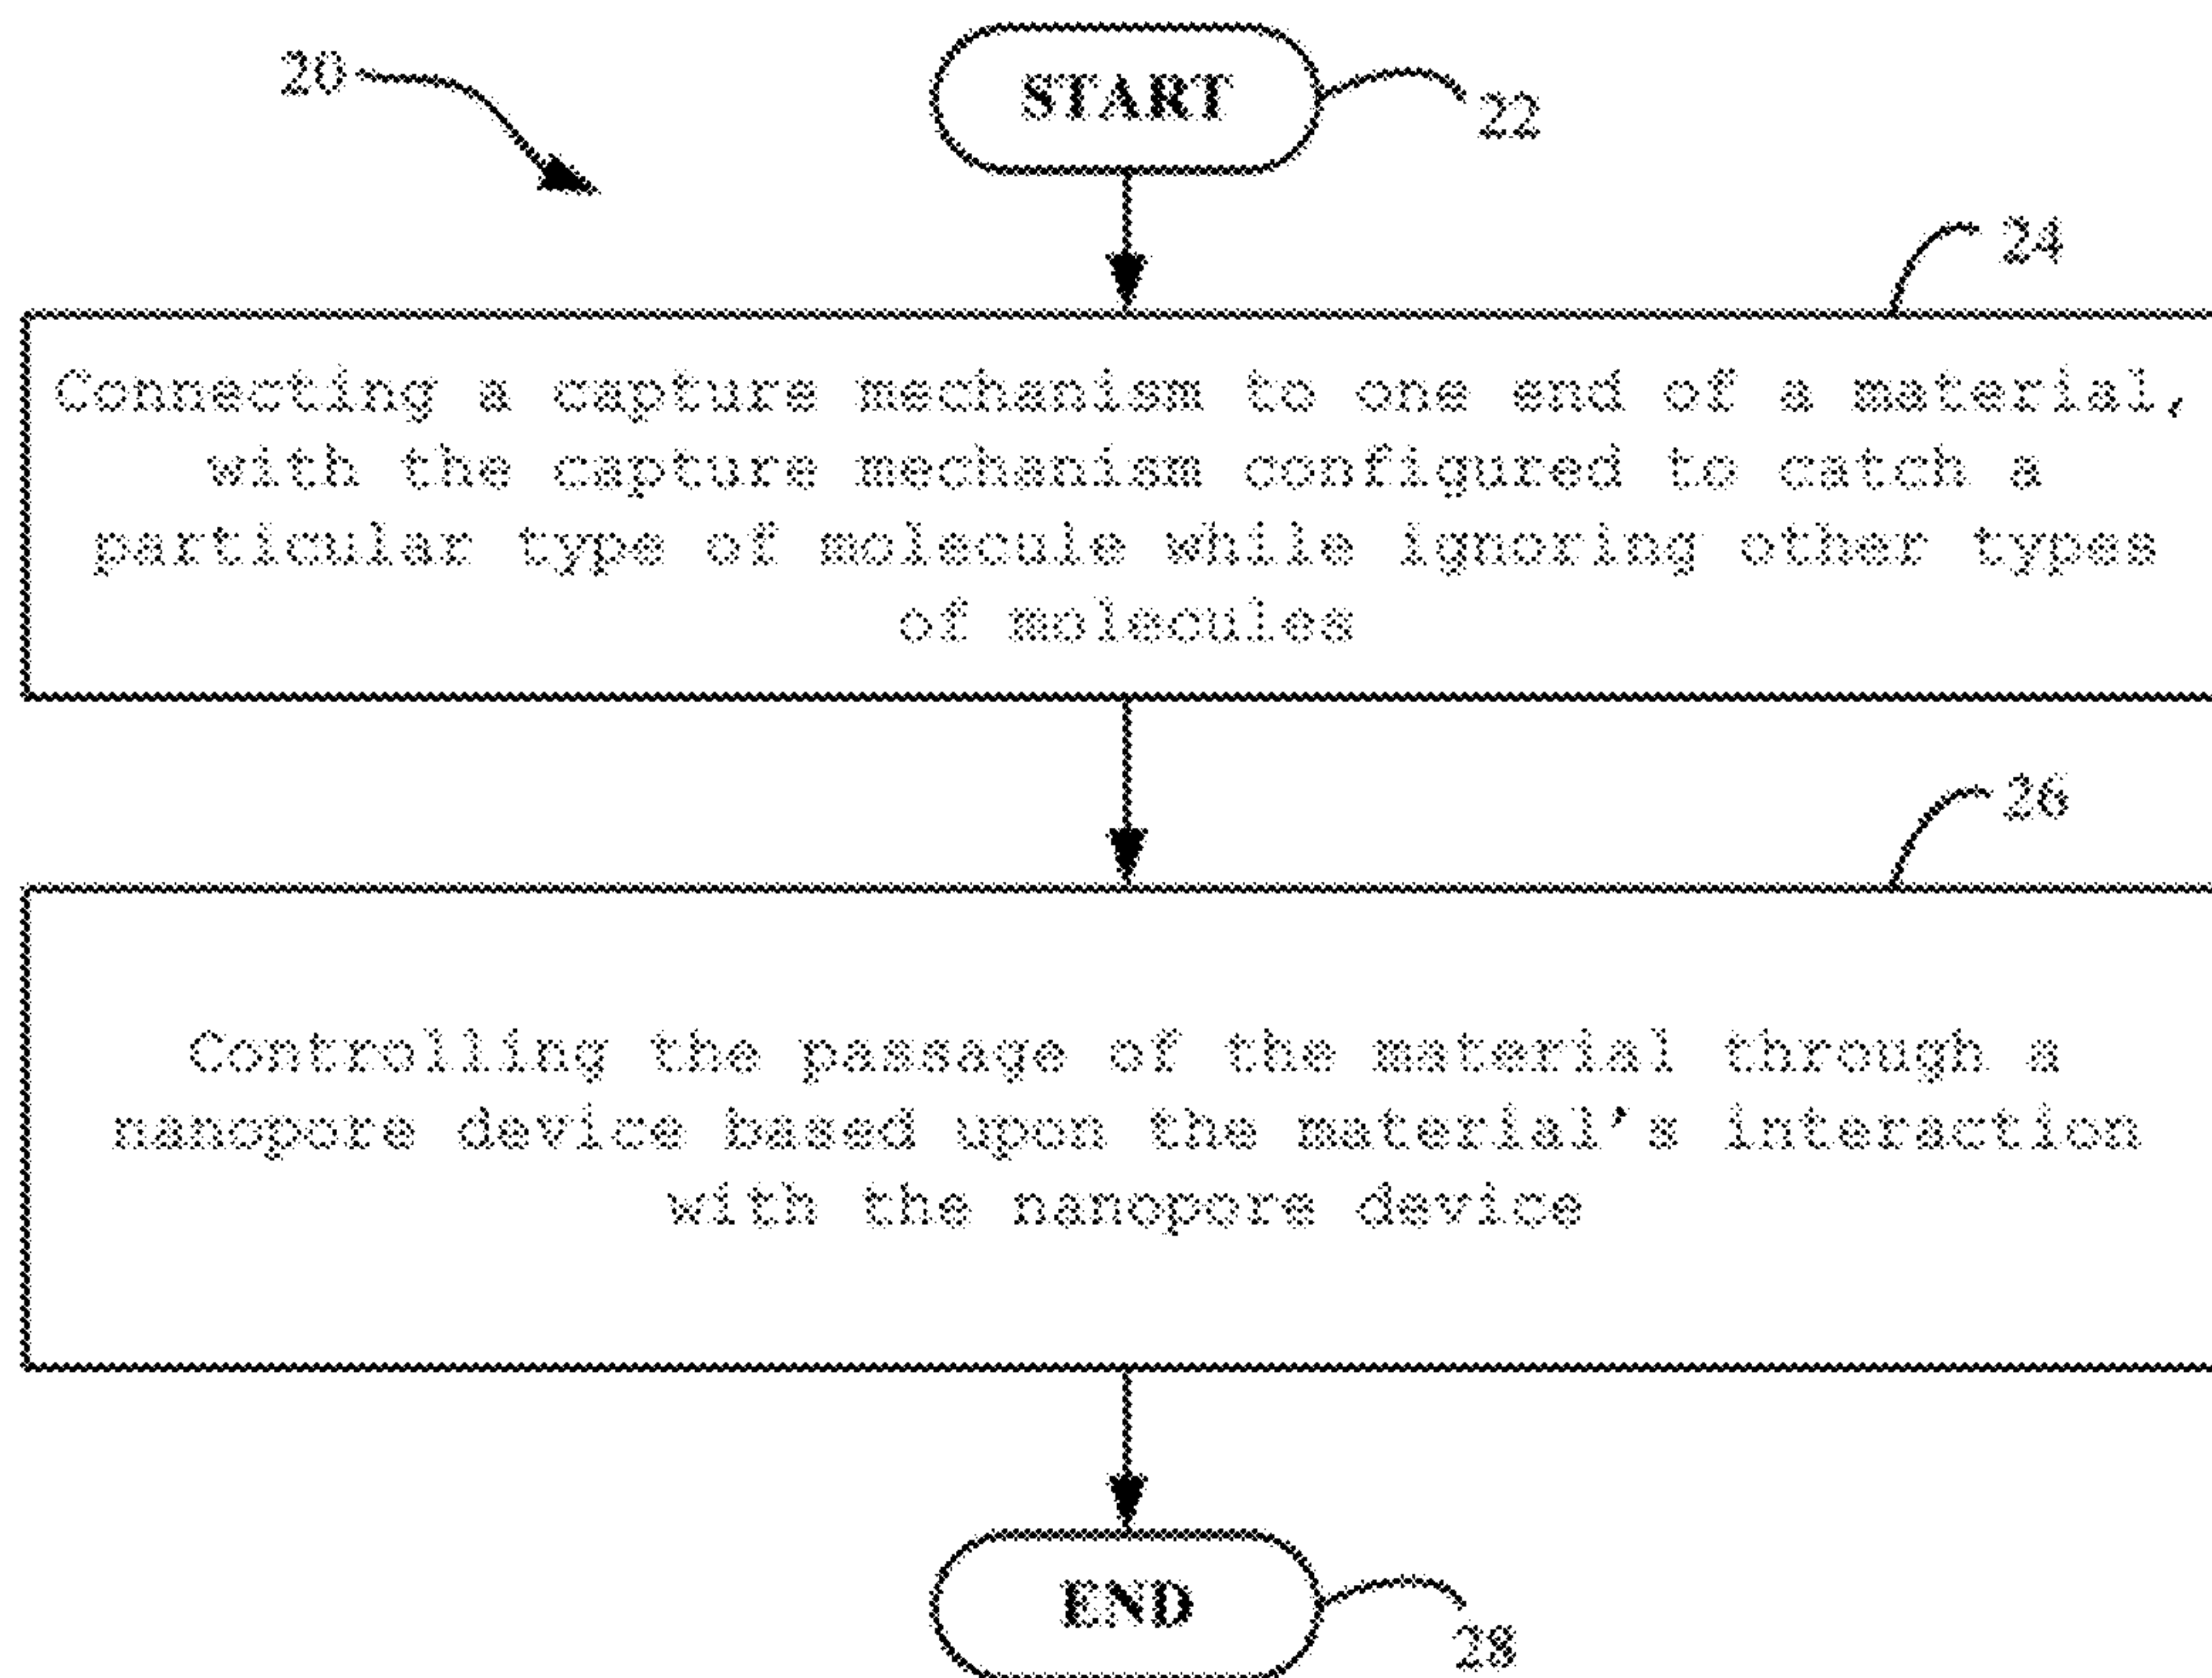 20
START
22
24
Connecting a capture mechanism to one end of a material,
with the capture mechanism configured to catch a
particular type of molecule while ignoring other types
of molecules
26
Controlling the passage of the material through a
nanopore device based upon the material's interaction
with the nanopore device
END
28